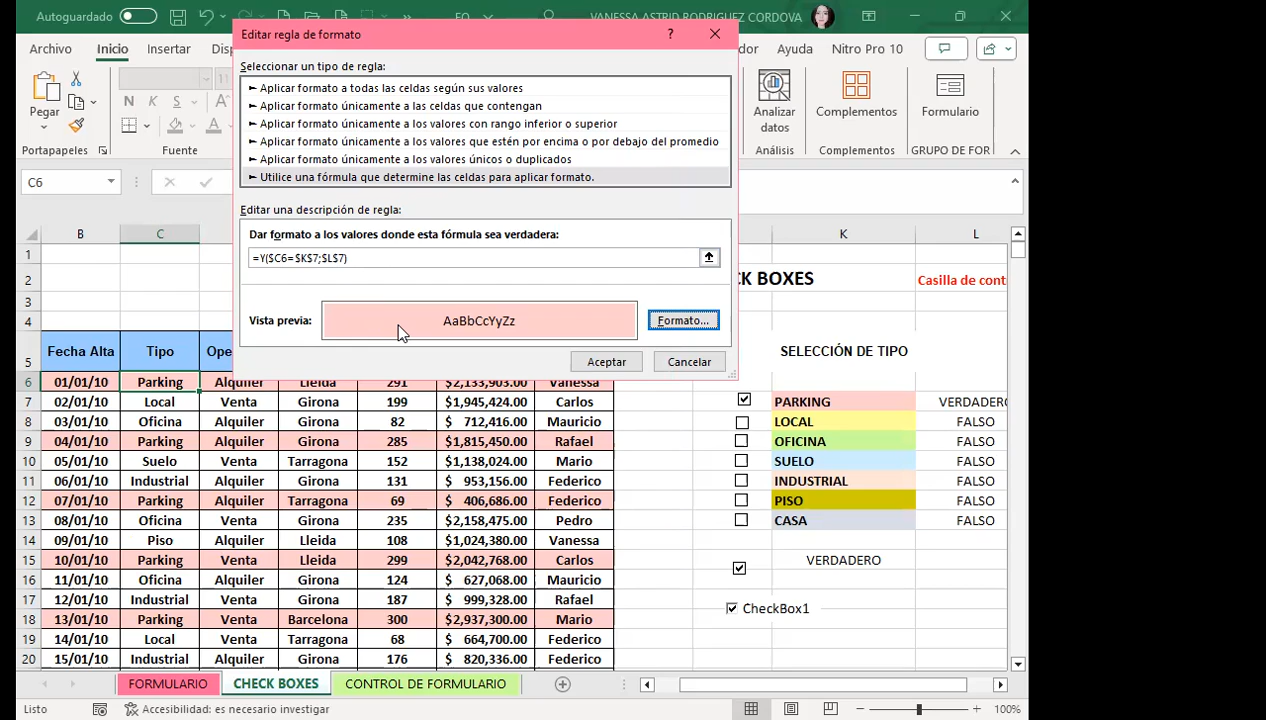 Autoguardado
FO
VANESSA ASTRID RODRIGUEZ CORDOVA
Editar regla de formato
?
Archivo Inicio Insertar Ayuda Nitro Pro 10
Seleccionar un tipo de regla:
► Aplicar formato a todas las celdas según sus valores
► Aplicar formato únicamente a las celdas que contengan
► Aplicar formato únicamente a los valores con rango inferior o superior
► Aplicar formato únicamente a los valores que estén por encima o por debajo del promedio
► Aplicar formato únicamente a los valores únicos o duplicados
► Utilice una fórmula que determine las celdas para aplicar formato.
Pegar
N K S
Analizar datos
Complementos
Formulario
Portapapeles Fuente Análisis Complementos GRUPO DE FOR
C6
Editar una descripción de regla:
Dar formato a los valores donde esta fórmula sea verdadera:
=Y($C6=$K$7;$L$7)
Vista previa: AaBbCcYyZz Formato...
Aceptar Cancelar
B C K L
1
2 CK BOXES Casilla de cont
3
4
5 Fecha Alta Tipo Ope SELECCIÓN DE TIPO
6 01/01/10 Parking Alquiler Lleida 291 $2,133,903.00 Vanessa
7 02/01/10 Local Venta Girona 199 $1,945,424.00 Carlos PARKING VERDADERO
8 03/01/10 Oficina Alquiler Girona 82 $ 712,416.00 Mauricio LOCAL FALSO
9 04/01/10 Parking Alquiler Girona 285 $1,815,450.00 Rafael OFICINA FALSO
10 05/01/10 Suelo Venta Tarragona 152 $1,138,024.00 Mario SUELO FALSO
11 06/01/10 Industrial Alquiler Girona 131 $ 953,156.00 Federico INDUSTRIAL FALSO
12 07/01/10 Parking Alquiler Tarragona 69 $ 406,686.00 Federico PISO FALSO
13 08/01/10 Oficina Venta Girona 235 $2,158,475.00 Pedro CASA FALSO
14 09/01/10 Piso Alquiler Lleida 108 $1,024,380.00 Vanessa
15 10/01/10 Parking Venta Lleida 299 $2,042,768.00 Carlos VERDADERO
16 11/01/10 Oficina Alquiler Girona 124 $ 627,068.00 Mauricio
17 12/01/10 Industrial Venta Girona 187 $ 999,328.00 Rafael
18 13/01/10 Parking Venta Barcelona 300 $2,937,300.00 Mario CheckBox1
19 14/01/10 Local Venta Tarragona 68 $ 664,700.00 Federico
20 15/01/10 Industrial Alquiler Girona 176 $ 820,336.00 Federico
FORMULARIO CHECK BOXES CONTROL DE FORMULARIO
Listo Accesibilidad: es necesario investigar 100%